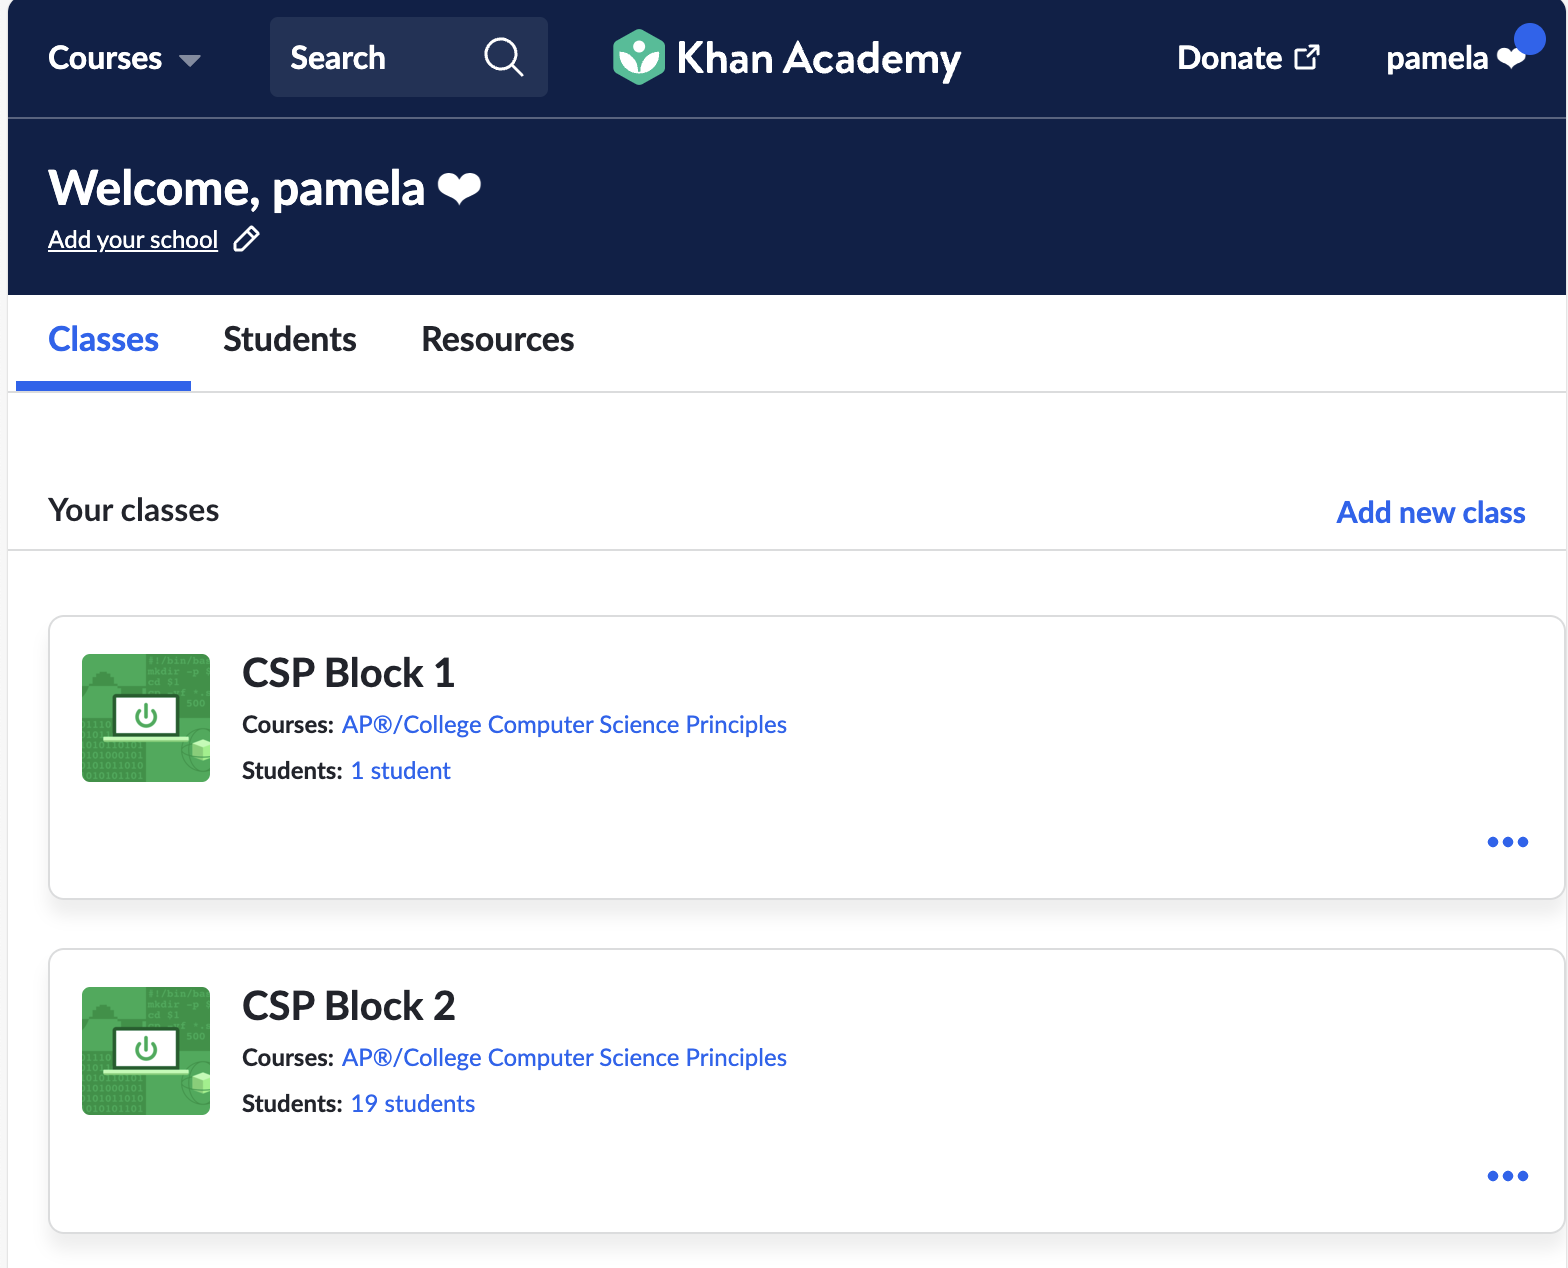 Courses
Search
Khan Academy
Donate
pamela ❤
Welcome, pamela ❤
Add your school
Classes
Students
Resources
Your classes
Add new class
CSP Block 1
Courses: AP®/College Computer Science Principles
Students: 1 student
CSP Block 2
Courses: AP®/College Computer Science Principles
Students: 19 students